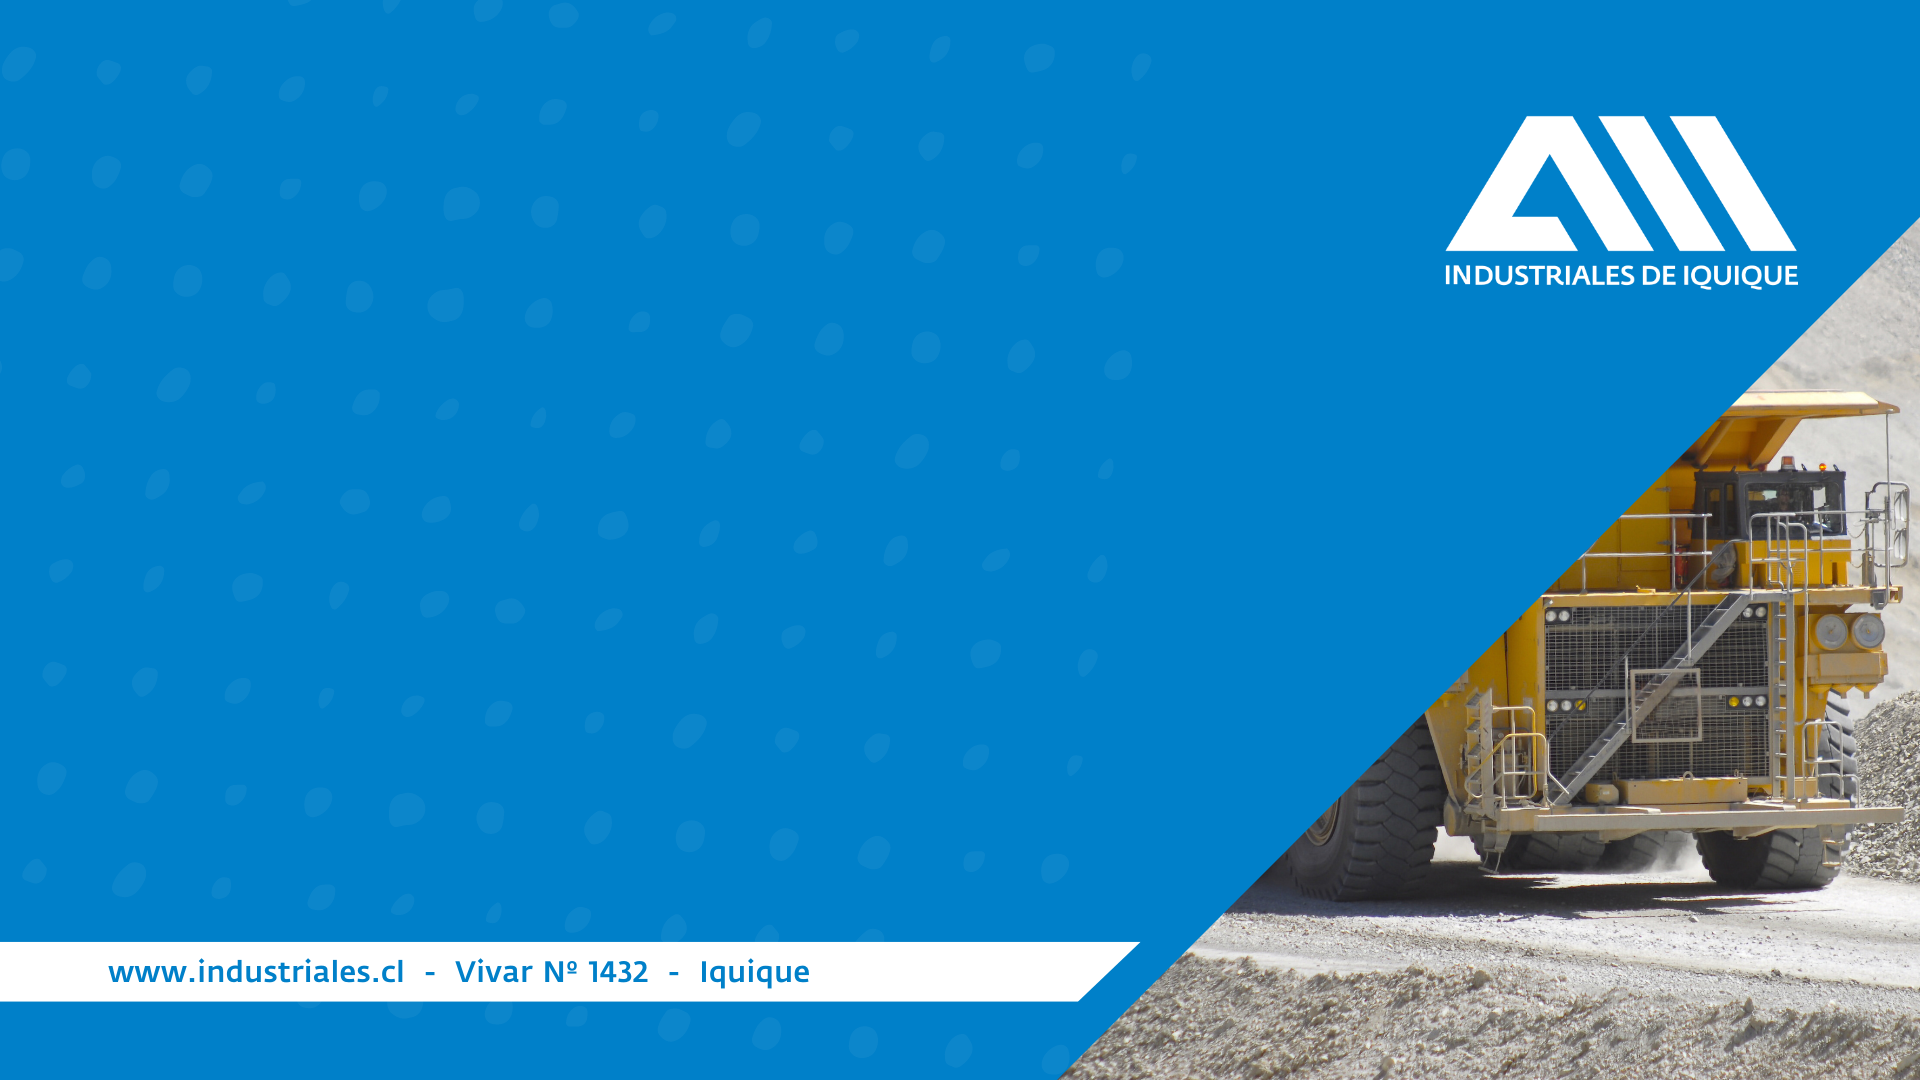 INDUSTRIALES DE IQUIQUE
www.industriales.cl - Vivar Nº 1432 - Iquique